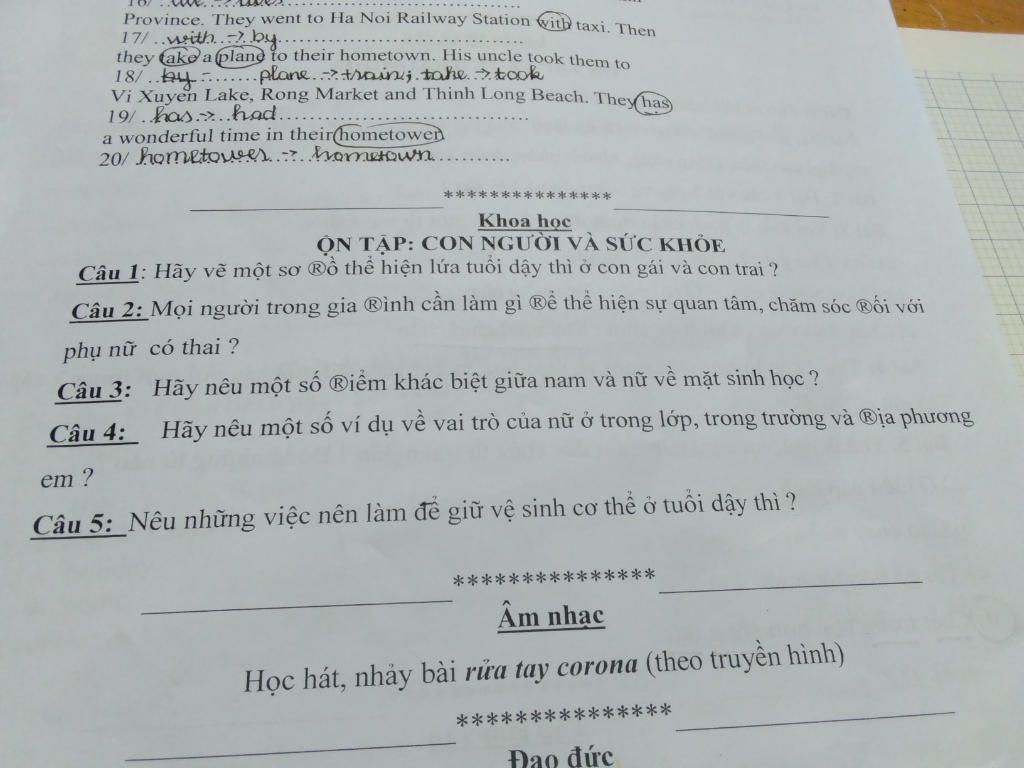 16/ ..live..->..lives........................
Province. They went to Ha Noi Railway Station with taxi. Then
17/ ..with..->..by......................................
they take a plane to their hometown. His uncle took them to
18/ ..by - ......plane..->train; take ->took
Vi Xuyen Lake, Rong Market and Thinh Long Beach. They has
19/ ..has..->..had......................................
a wonderful time in their hometower
20/ hometower..->..hometown..............
***************
Khoa học
ỘN TẬP: CON NGƯỜI VÀ SỨC KHỎE
Câu 1: Hãy vẽ một sơ ®ồ thể hiện lứa tuổi dậy thì ở con gái và con trai ?
Câu 2: Mọi người trong gia ®ình cần làm gì ®ể thể hiện sự quan tâm, chăm sóc ®ối với
phụ nữ có thai ?
Câu 3: Hãy nêu một số ®iểm khác biệt giữa nam và nữ về mặt sinh học ?
Câu 4: Hãy nêu một số ví dụ về vai trò của nữ ở trong lớp, trong trường và ®ịa phương
em ?
Câu 5: Nêu những việc nên làm để giữ vệ sinh cơ thể ở tuổi dậy thì ?
****************
Âm nhạc
Học hát, nhảy bài rửa tay corona (theo truyền hình)
****************
Đạo đức